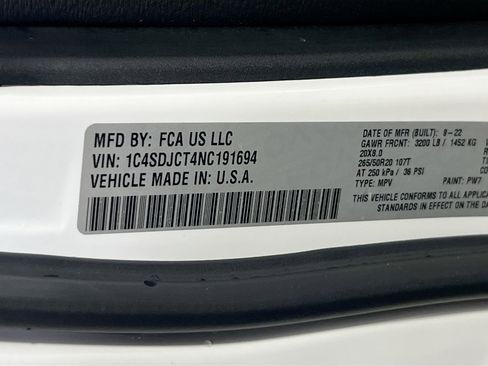 MFD BY: FCA US LLC
VIN: 1C4SDJCT4NC191694
VEHICLE MADE IN: U.S.A.
DATE OF MFR (BUILT): 8-22
GAWR FRONT: 3200 LB / 1452 KG
20X8.0
265/50R20 107T
AT 250 kPa / 36 PSI
TYPE: MPV PAINT: PW7
THIS VEHICLE CONFORMS TO
STANDARDS IN EFFECT ON THE DA